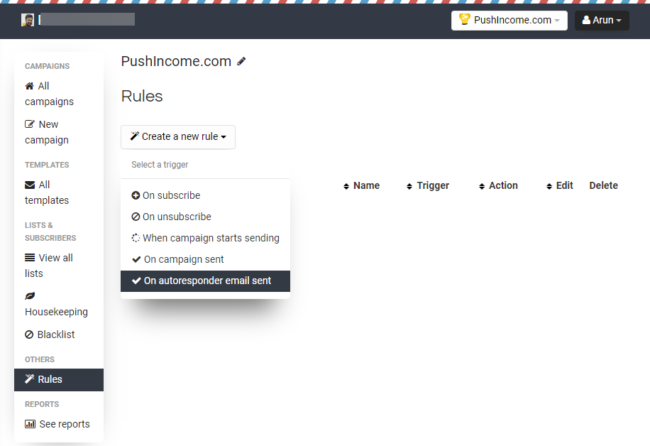 PushIncome.com
Arun
CAMPAIGNS
All
campaigns
New
campaign
TEMPLATES
All
templates
LISTS &
SUBSCRIBERS
View all
lists
Housekeeping
Blacklist
OTHERS
Rules
REPORTS
See reports
PushIncome.com
Rules
Create a new rule
Select a trigger
On subscribe
On unsubscribe
When campaign starts sending
On campaign sent
On autoresponder email sent
Name Trigger Action Edit Delete